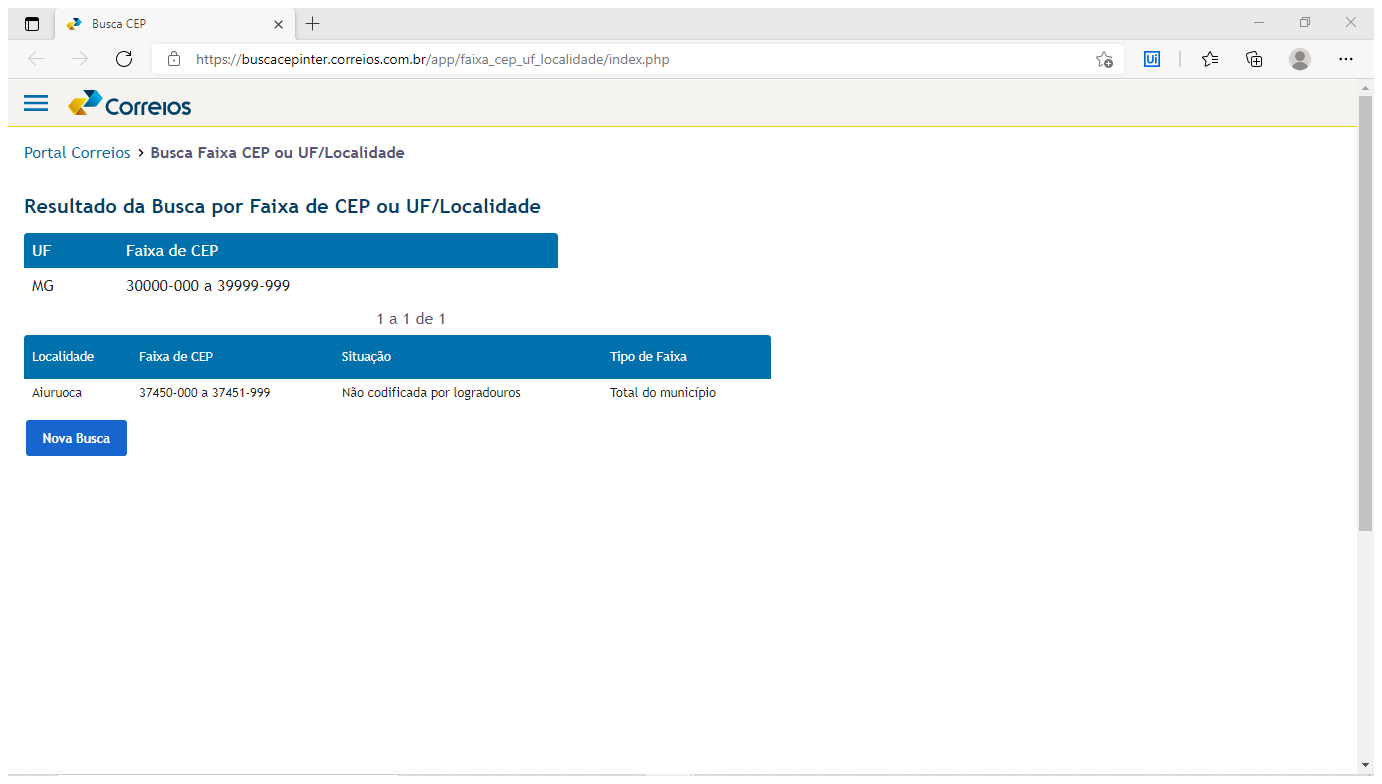 Busca CEP
https://buscacepinter.correios.com.br/app/faixa_cep_uf_localidade/index.php
Ui
Correios
Portal Correios > Busca Faixa CEP ou UF/Localidade
Resultado da Busca por Faixa de CEP ou UF/Localidade
UF Faixa de CEP
MG 30000-000 a 39999-999
1 a 1 de 1
Localidade Faixa de CEP Situação Tipo de Faixa
Aiuruoca 37450-000 a 37451-999 Não codificada por logradouros Total do município
Nova Busca